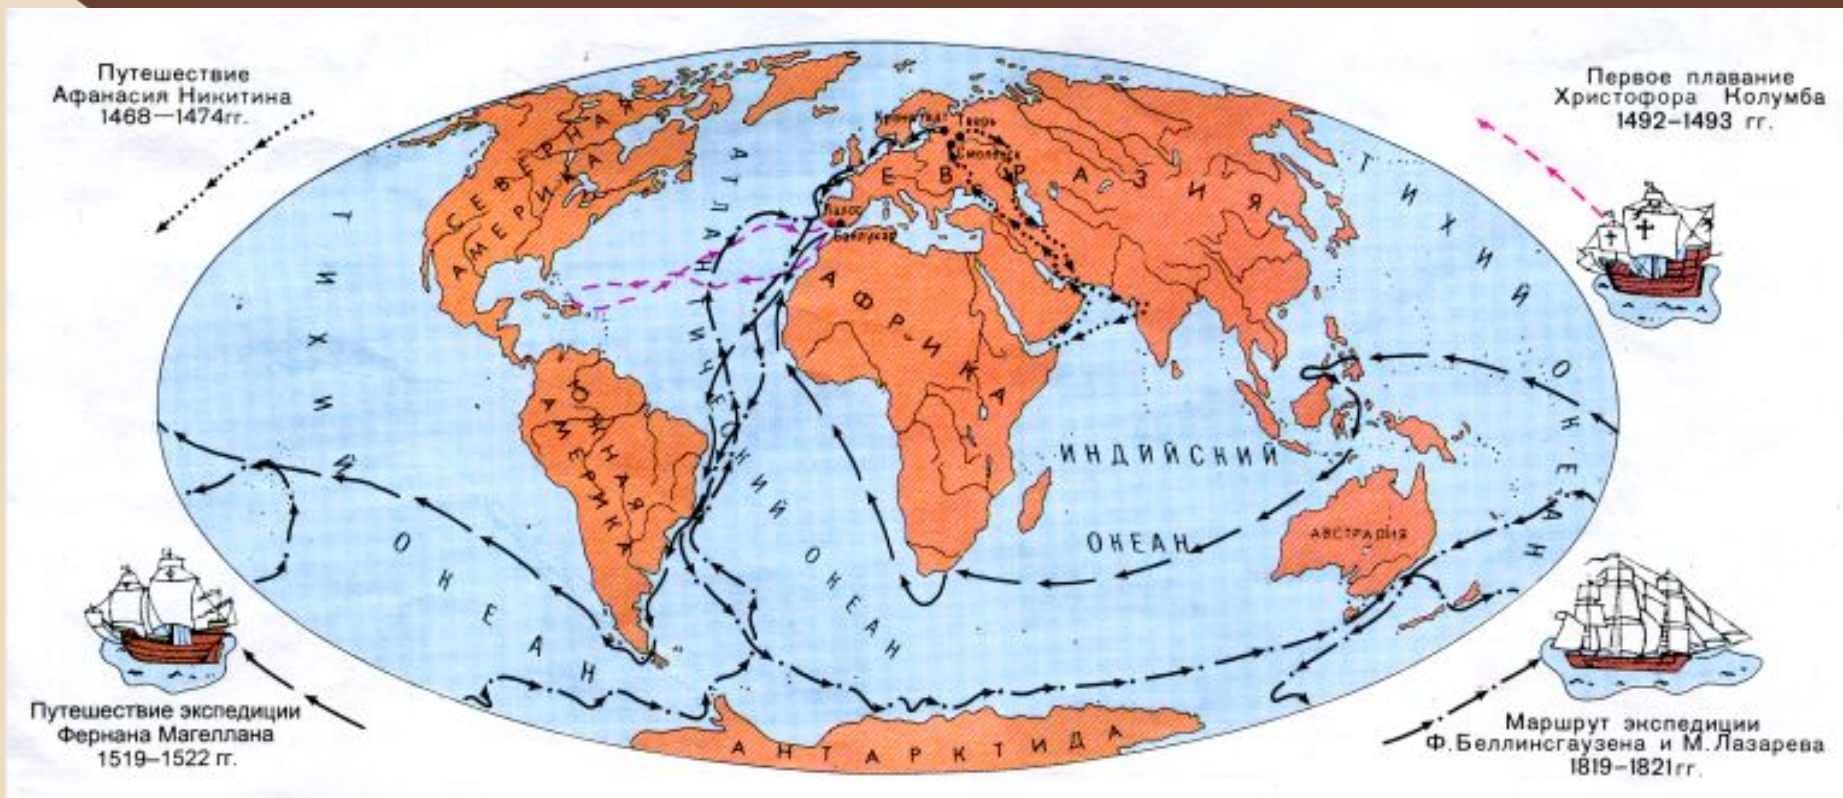 Путешествие
Афанасия Никитина
1468—1474гг.
Первое плавание
Христофора Колумба
1492–1493 гг.
СЕВЕРНАЯ
АМЕРИКА
АТЛАНТИЧЕСКИЙ ОКЕАН
Кронштадт
Тверь
Смоленск
ЕВРАЗИЯ
Палос
ТИХИЙ ОКЕАН
ТИХИЙ ОКЕАН
АФРИКА
ЮЖНАЯ
АМЕРИКА
ИНДИЙСКИЙ
ОКЕАН
АВСТРАЛИЯ
АНТАРКТИДА
Путешествие экспедиции
Фернана Магеллана
1519–1522 гг.
Маршрут экспедиции
Ф.Беллинсгаузена и М.Лазарева
1819–1821гг.